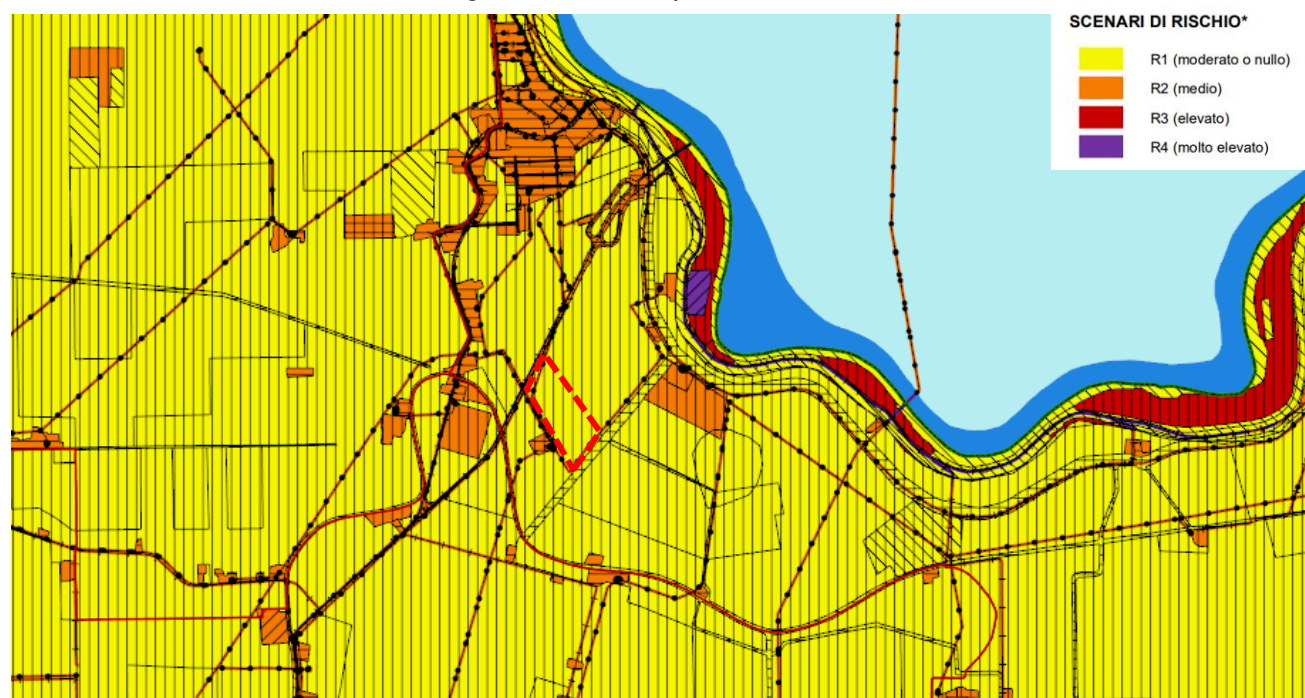 SCENARI DI RISCHIO*
R1 (moderato o nullo)
R2 (medio)
R3 (elevato)
R4 (molto elevato)